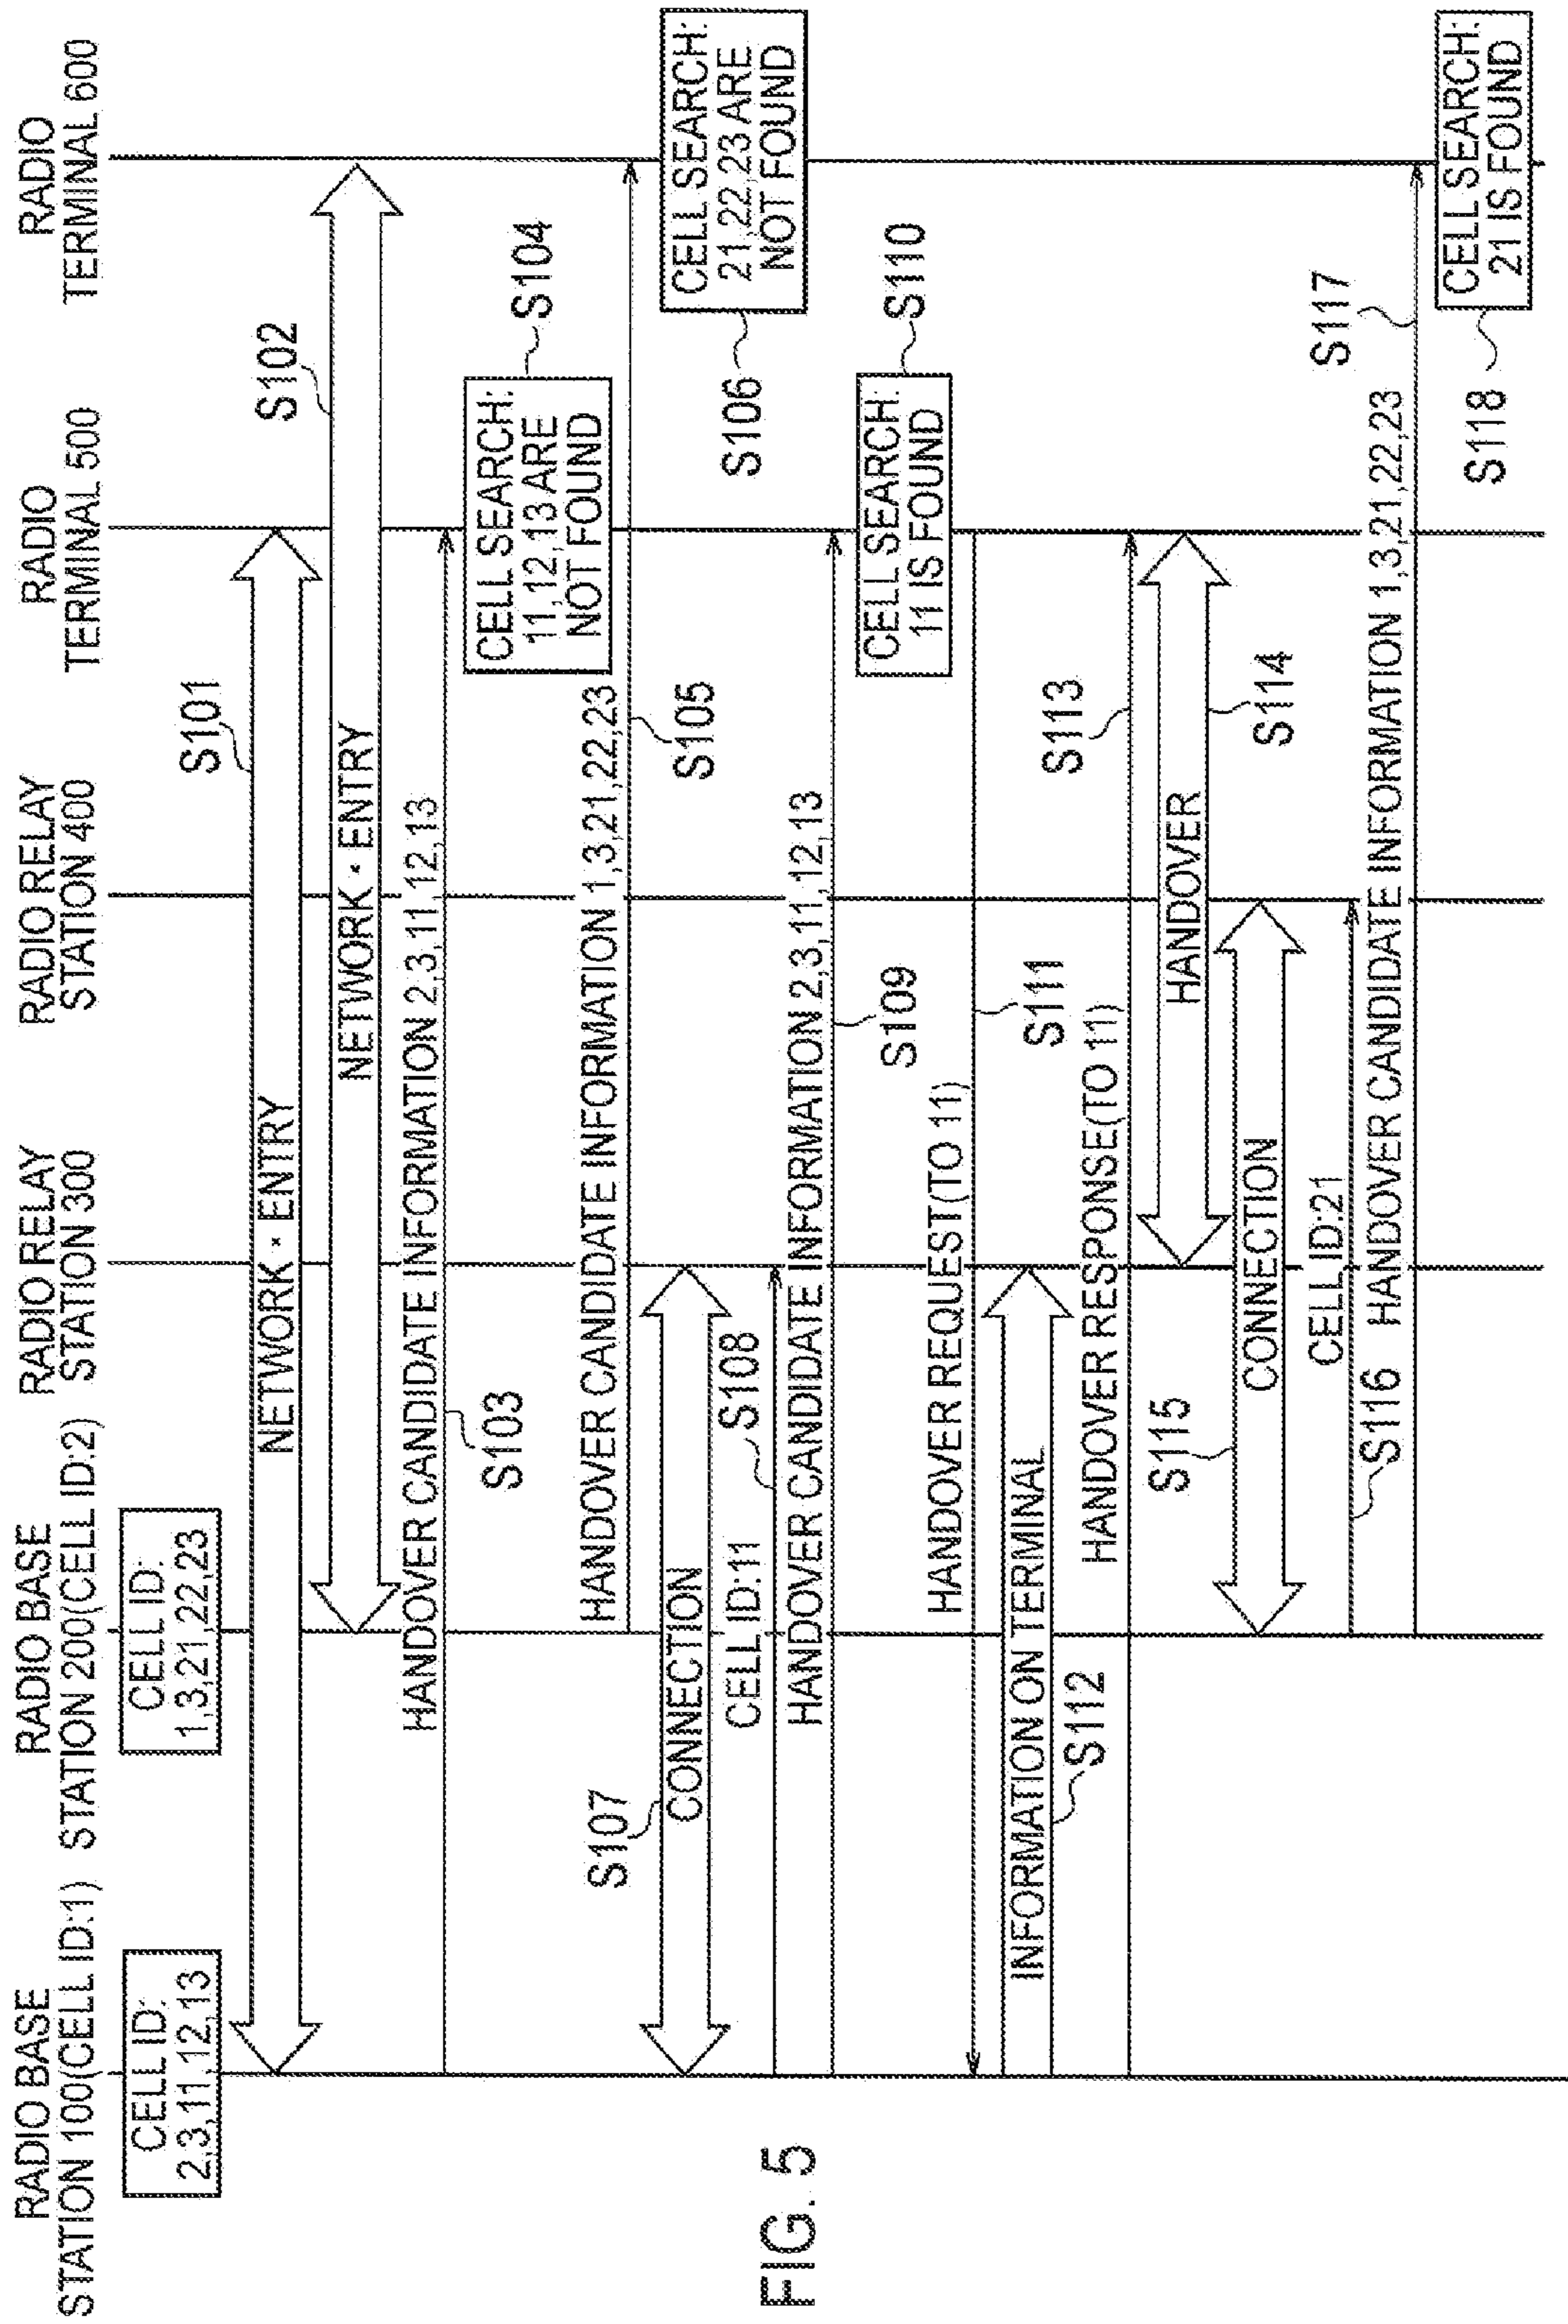 RADIO BASE
STATION 100(CELL ID:1)
RADIO BASE
STATION 200(CELL ID:2)
RADIO RELAY
STATION 300
RADIO RELAY
STATION 400
RADIO
TERMINAL 500
RADIO
TERMINAL 600
CELL ID:
2,3,11,12,13
CELL ID:
1,3,21,22,23
NETWORK・ENTRY
S101
NETWORK・ENTRY
S102
HANDOVER CANDIDATE INFORMATION 2,3,11,12,13
S103
CELL SEARCH:
11,12,13 ARE
NOT FOUND
S104
HANDOVER CANDIDATE INFORMATION 1,3,21,22,23
S105
CELL SEARCH:
21,22,23 ARE
NOT FOUND
S106
S107
CONNECTION
CELL ID:11
S108
HANDOVER CANDIDATE INFORMATION 2,3,11,12,13
S109
CELL SEARCH:
11 IS FOUND
S110
HANDOVER REQUEST(TO 11)
S111
INFORMATION ON TERMINAL
S112
HANDOVER RESPONSE(TO 11)
S113
HANDOVER
S114
S115
CONNECTION
CELL ID:21
S116
HANDOVER CANDIDATE INFORMATION 1,3,21,22,23
S117
CELL SEARCH:
21 IS FOUND
S118
FIG. 5